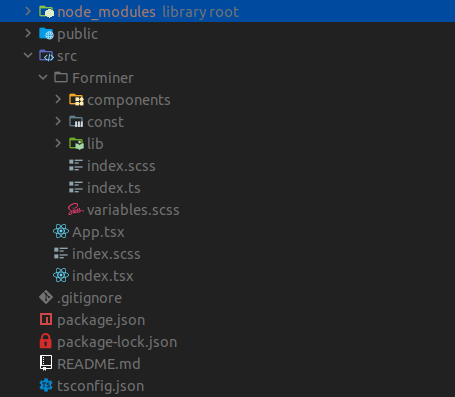 node_modules library root
public
src
Forminer
components
const
lib
index.scss
index.ts
variables.scss
App.tsx
index.scss
index.tsx
.gitignore
package.json
package-lock.json
README.md
tsconfig.json